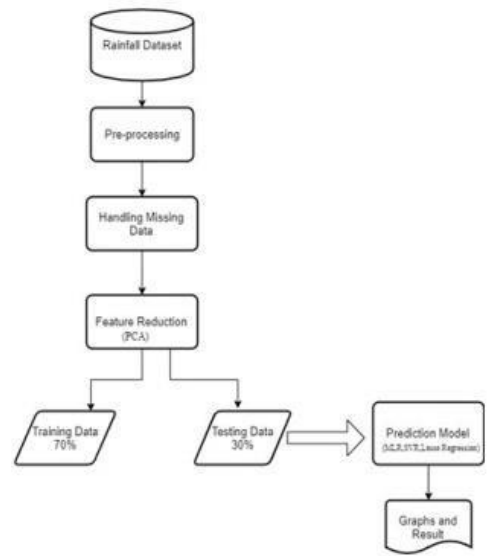 Rainfall Dataset
Pre-processing
Handling Missing
Data
Feature Reduction
(PCA)
Training Data
70%
Testing Data
30%
Prediction Model
(MLR,SVR,Lasso Regression)
Graphs and
Result